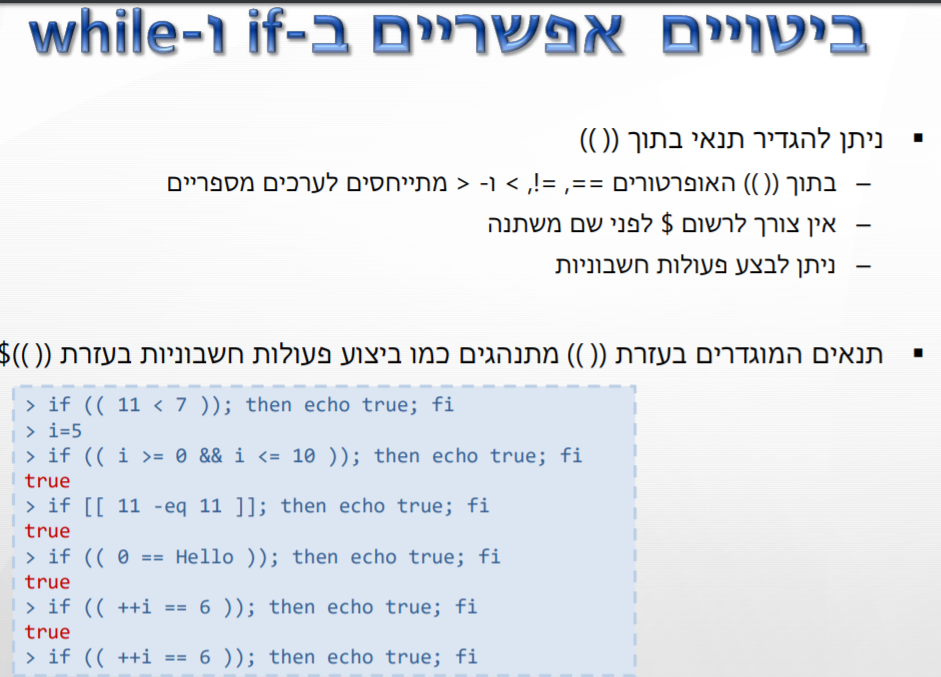 ביטויים אפשריים ב-if ו-while
▪ ניתן להגדיר תנאי בתוך (( ))
– בתוך (( )) האופרטורים ==, =!, > ו- < מתייחסים לערכים מספריים
– אין צורך לרשום $ לפני שם משתנה
– ניתן לבצע פעולות חשבוניות
▪ תנאים המוגדרים בעזרת (( )) מתנהגים כמו ביצוע פעולות חשבוניות בעזרת (( ))$
> if (( 11 < 7 )); then echo true; fi
> i=5
> if (( i >= 0 && i <= 10 )); then echo true; fi
true
> if [[ 11 -eq 11 ]]; then echo true; fi
true
> if (( 0 == Hello )); then echo true; fi
true
> if (( ++i == 6 )); then echo true; fi
true
> if (( ++i == 6 )); then echo true; fi